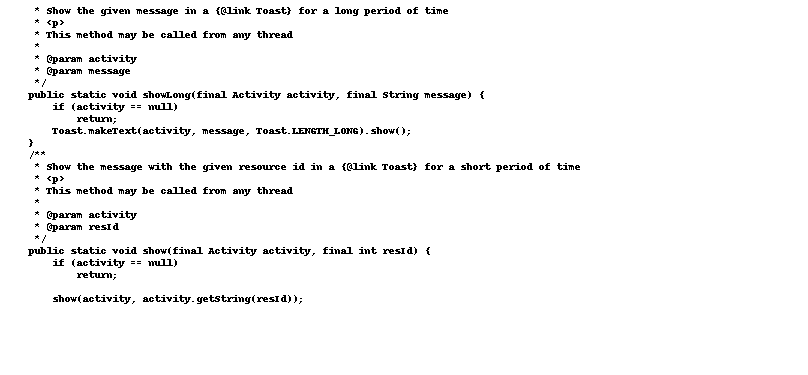 * Show the given message in a {@link Toast} for a long period of time
* <p>
* This method may be called from any thread
*
* @param activity
* @param message
*/
public static void showLong(final Activity activity, final String message) {
if (activity == null)
return;
Toast.makeText(activity, message, Toast.LENGTH_LONG).show();
}
/**
* Show the message with the given resource id in a {@link Toast} for a short period of time
* <p>
* This method may be called from any thread
*
* @param activity
* @param resId
*/
public static void show(final Activity activity, final int resId) {
if (activity == null)
return;
show(activity, activity.getString(resId));